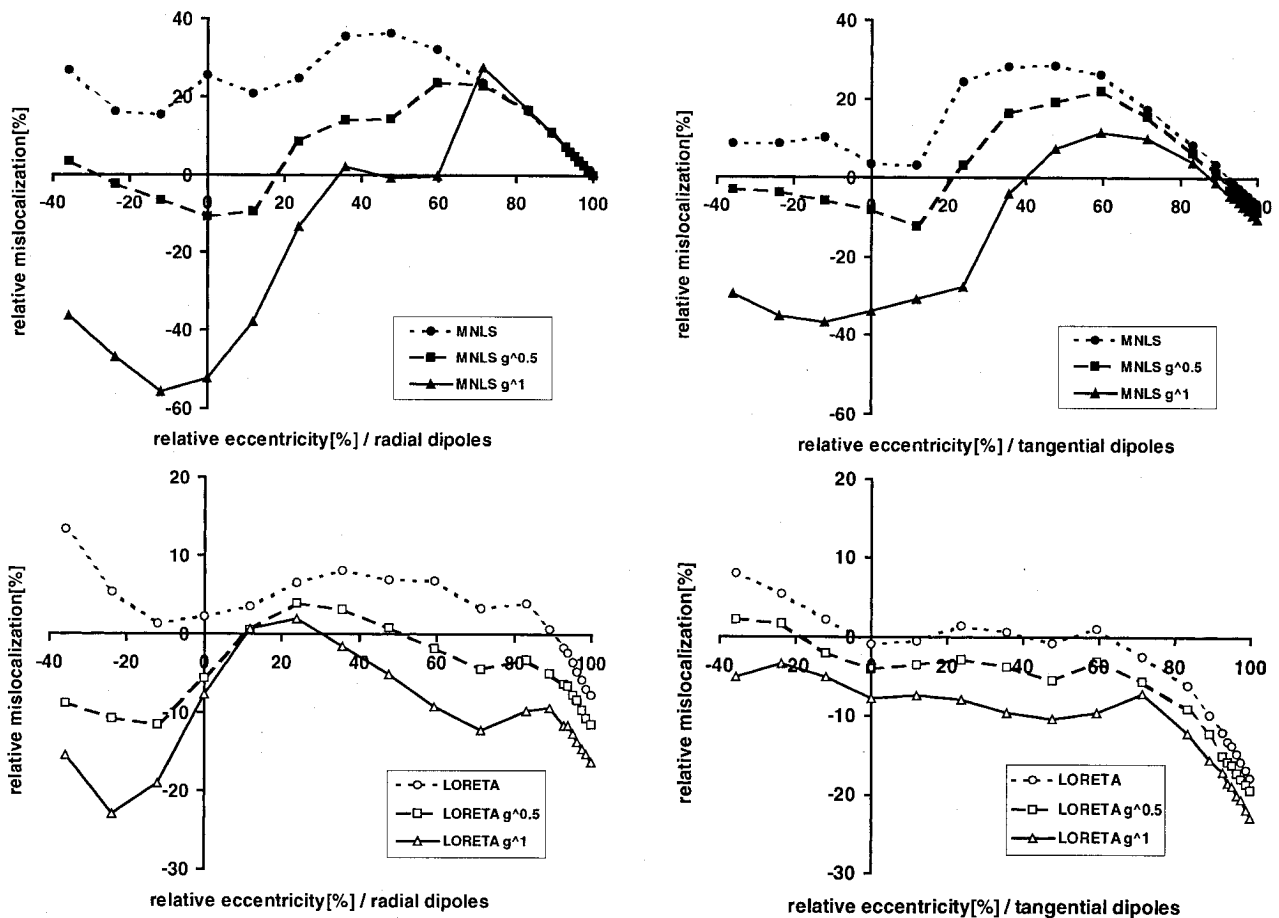 40
20
0
-20
-40
-60
-40
-20
0
20
40
60
80
100
relative mislocalization[%]
MNLS
MNLS g^0.5
MNLS g^1
relative eccentricity[%] / radial dipoles
40
20
0
-20
-40
-60
-40
-20
0
20
40
60
80
100
relative mislocalization[%]
MNLS
MNLS g^0.5
MNLS g^1
relative eccentricity[%] / tangential dipoles
20
10
0
-10
-20
-30
-40
-20
0
20
40
60
80
100
relative mislocalization[%]
LORETA
LORETA g^0.5
LORETA g^1
relative eccentricity[%] / radial dipoles
20
10
0
-10
-20
-30
-40
-20
0
20
40
60
80
100
relative mislocalization[%]
LORETA
LORETA g^0.5
LORETA g^1
relative eccentricity[%] / tangential dipoles